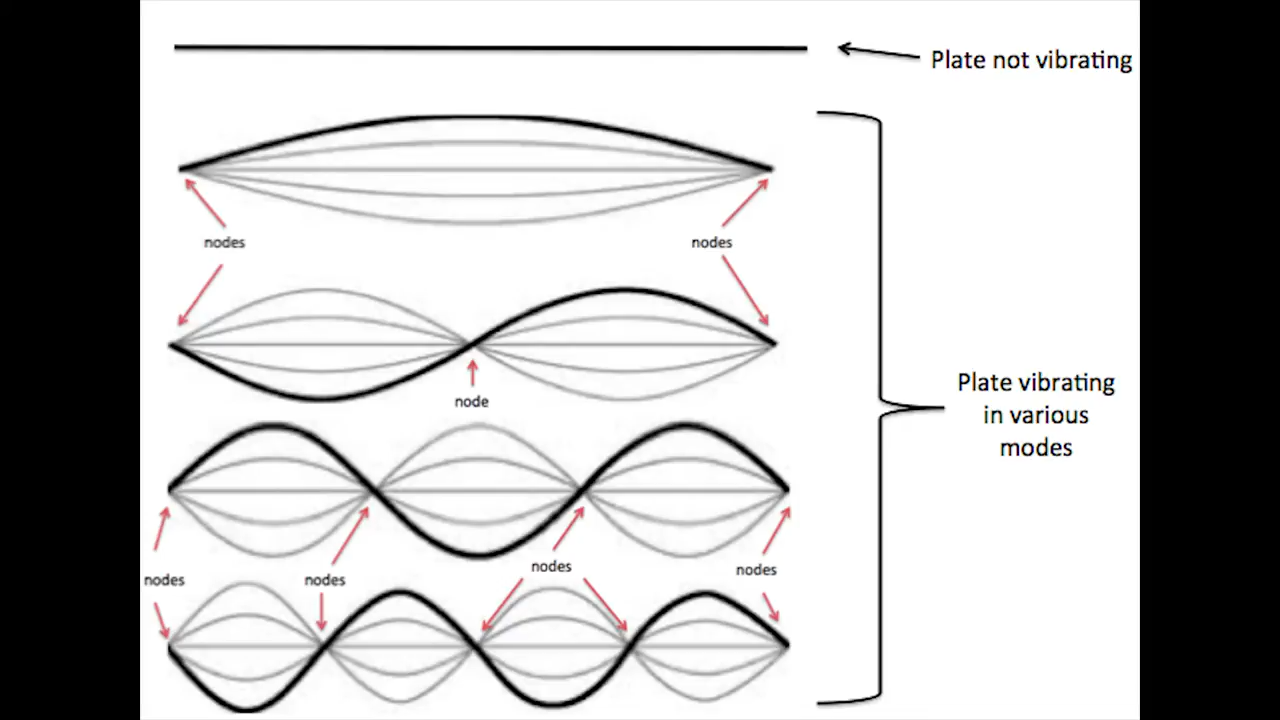 Plate not vibrating
nodes
nodes
node
Plate vibrating
in various
modes
nodes
nodes
nodes
nodes